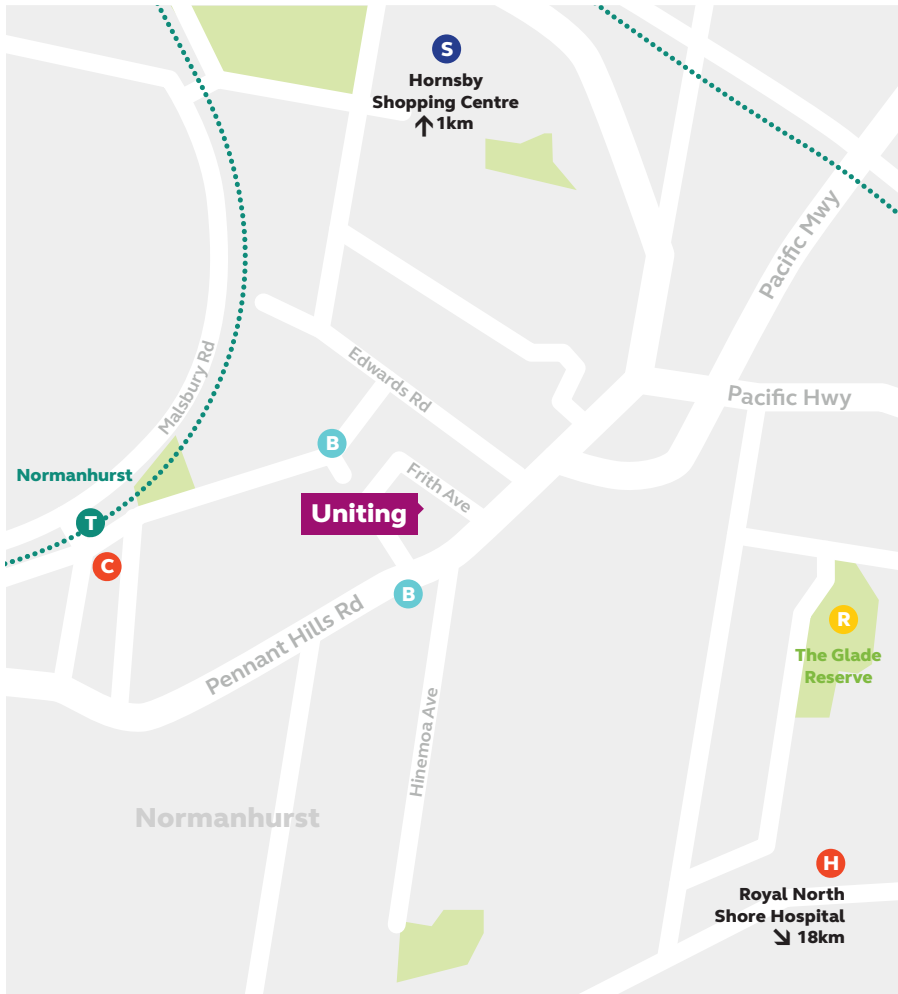 S
Hornsby
Shopping Centre
↑ 1km
Pacific Mwy
Malsbury Rd
Edwards Rd
Pacific Hwy
B
Normanhurst
Frith Ave
Uniting
T
C
B
Pennant Hills Rd
R
The Glade
Reserve
Hinemoa Ave
Normanhurst
H
Royal North
Shore Hospital
↘ 18km